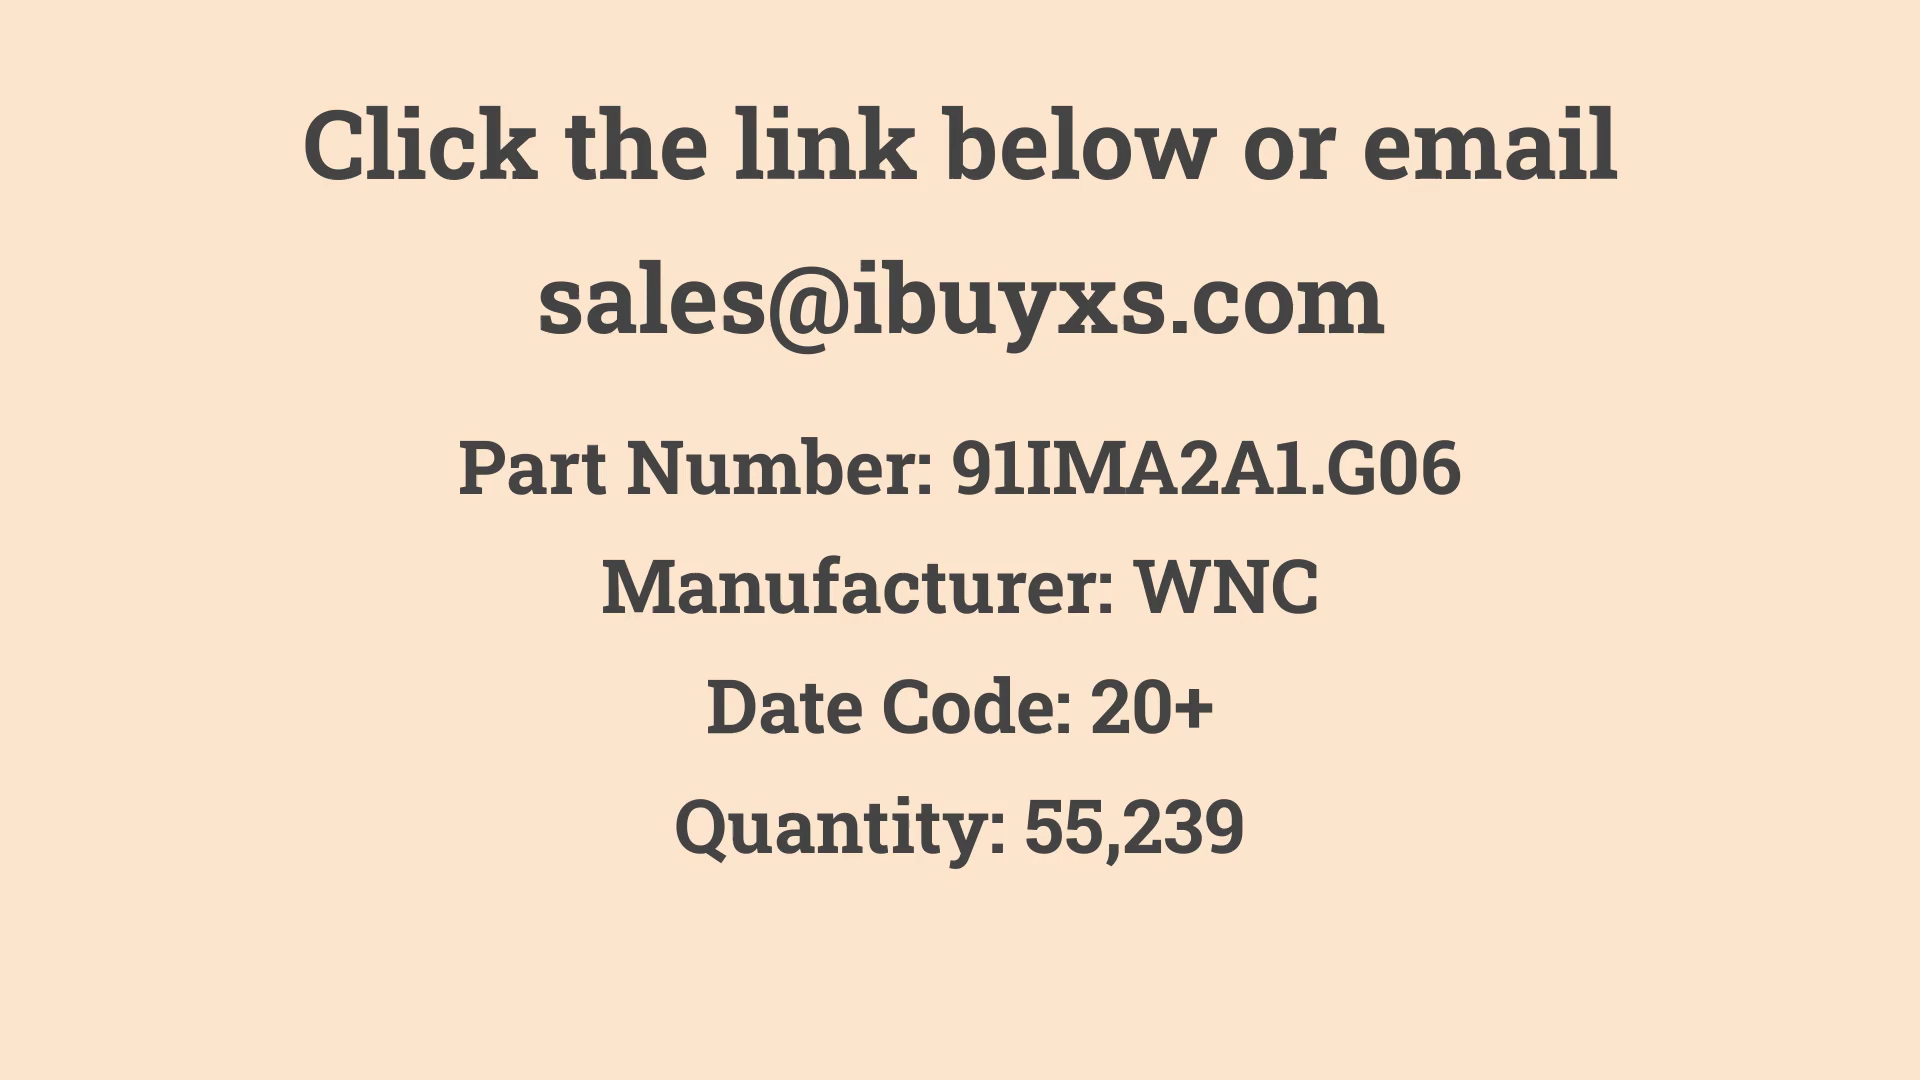 Click the link below or email
sales@ibuyxs.com
Part Number: 91IMA2A1.G06
Manufacturer: WNC
Date Code: 20+
Quantity: 55,239